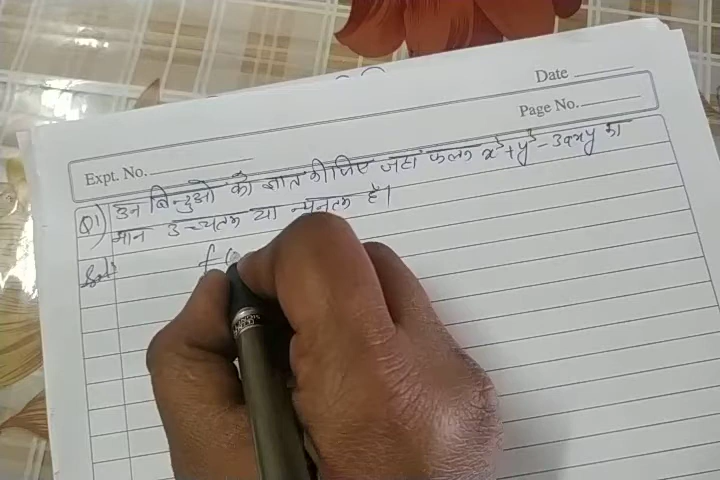 Date
Page No.
Expt. No.
Q1) उन बिन्दुओ को ज्ञात कीजिए जहां फलन x³+y³-3axy का
मान उच्चतम या न्यूनतम है।
Sol:
f(